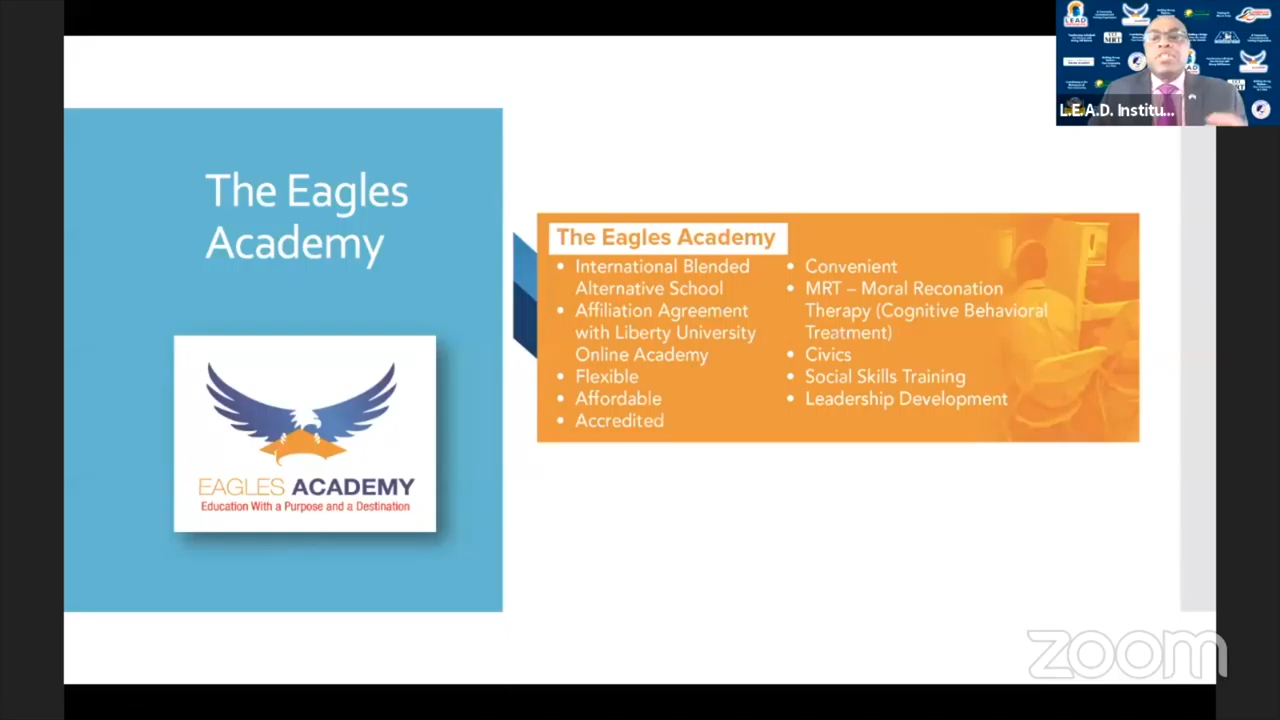 The Eagles
Academy
EAGLES ACADEMY
Education With a Purpose and a Destination
The Eagles Academy
• International Blended
Alternative School
• Affiliation Agreement
with Liberty University
Online Academy
• Flexible
• Affordable
• Accredited
• Convenient
• MRT – Moral Reconation
Therapy (Cognitive Behavioral
Treatment)
• Civics
• Social Skills Training
• Leadership Development
LEAD
L.E.A.D. Institu...
zoom